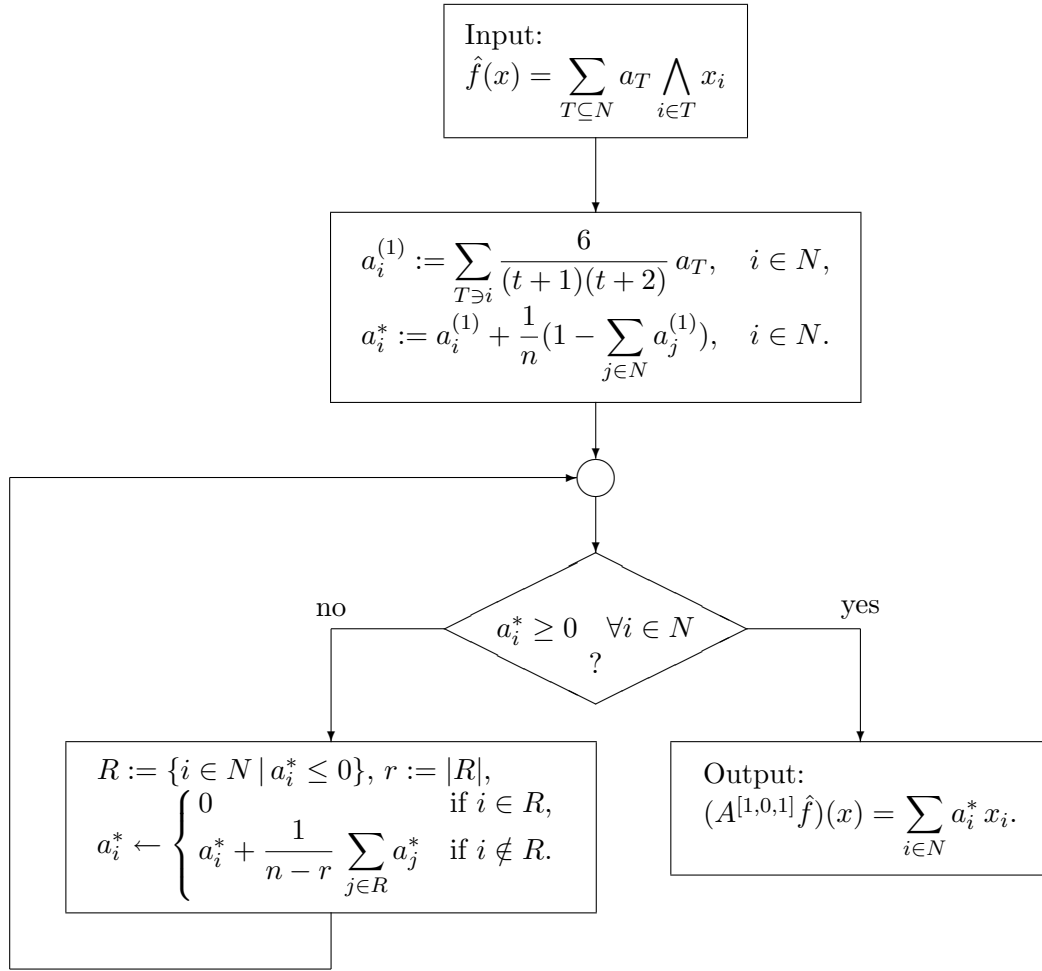 Input:
$\hat{f}(x) = \sum_{T \subseteq N} a_T \bigwedge_{i \in T} x_i$
$a_i^{(1)} := \sum_{T \ni i} \frac{6}{(t+1)(t+2)} \, a_T, \quad i \in N,$
$a_i^* := a_i^{(1)} + \frac{1}{n}(1 - \sum_{j \in N} a_j^{(1)}), \quad i \in N.$
no
yes
$a_i^* \geq 0 \quad \forall i \in N$
?
$R := \{i \in N \mid a_i^* \leq 0\}, \, r := |R|,$
$a_i^* \leftarrow \begin{cases} 0 & \text{if } i \in R, \\ a_i^* + \frac{1}{n-r} \sum_{j \in R} a_j^* & \text{if } i \notin R. \end{cases}$
Output:
$(A^{[1,0,1]} \hat{f})(x) = \sum_{i \in N} a_i^* \, x_i.$